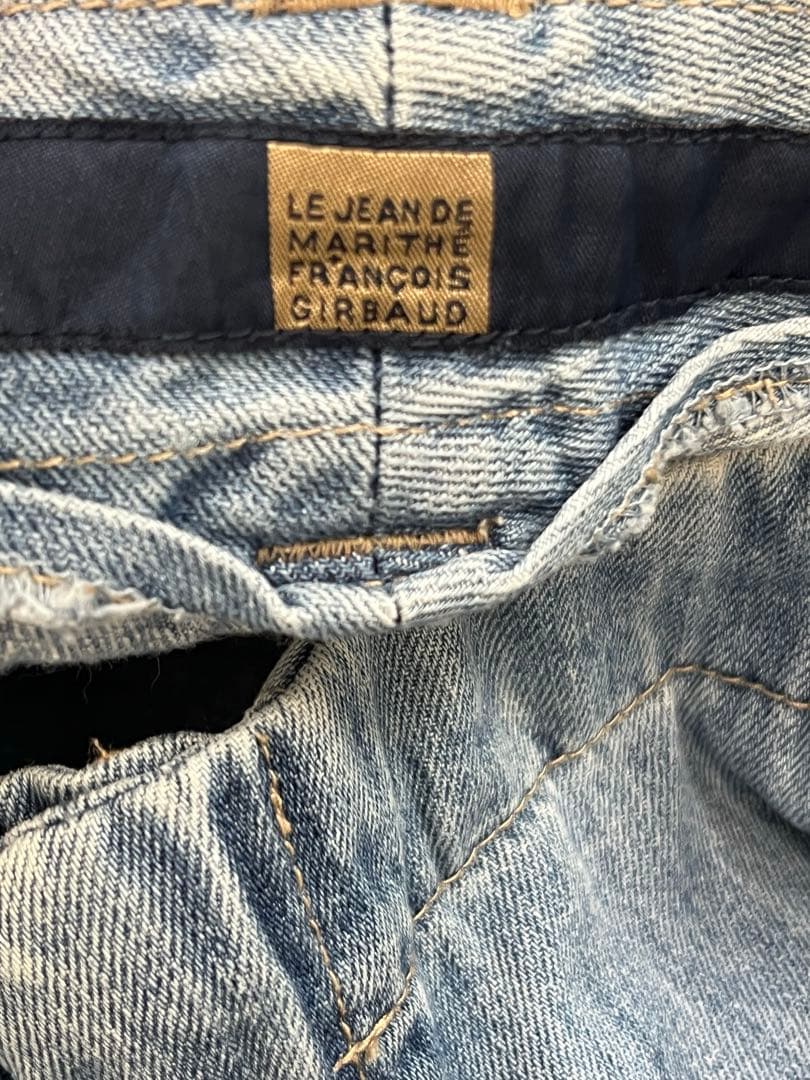 LE JEAN DE
MARITHÉ
FRANÇOIS
GIRBAUD